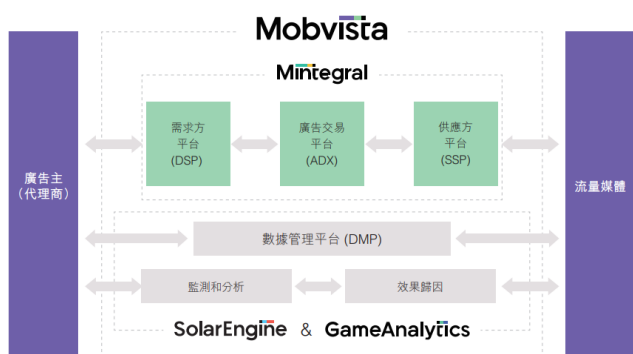 Mobvista
Mintegral
需求方
平台
(DSP)
廣告交易
平台
(ADX)
供應方
平台
(SSP)
廣告主
（代理商）
流量媒體
數據管理平台 (DMP)
監測和分析
效果歸因
SolarEngine & GameAnalytics